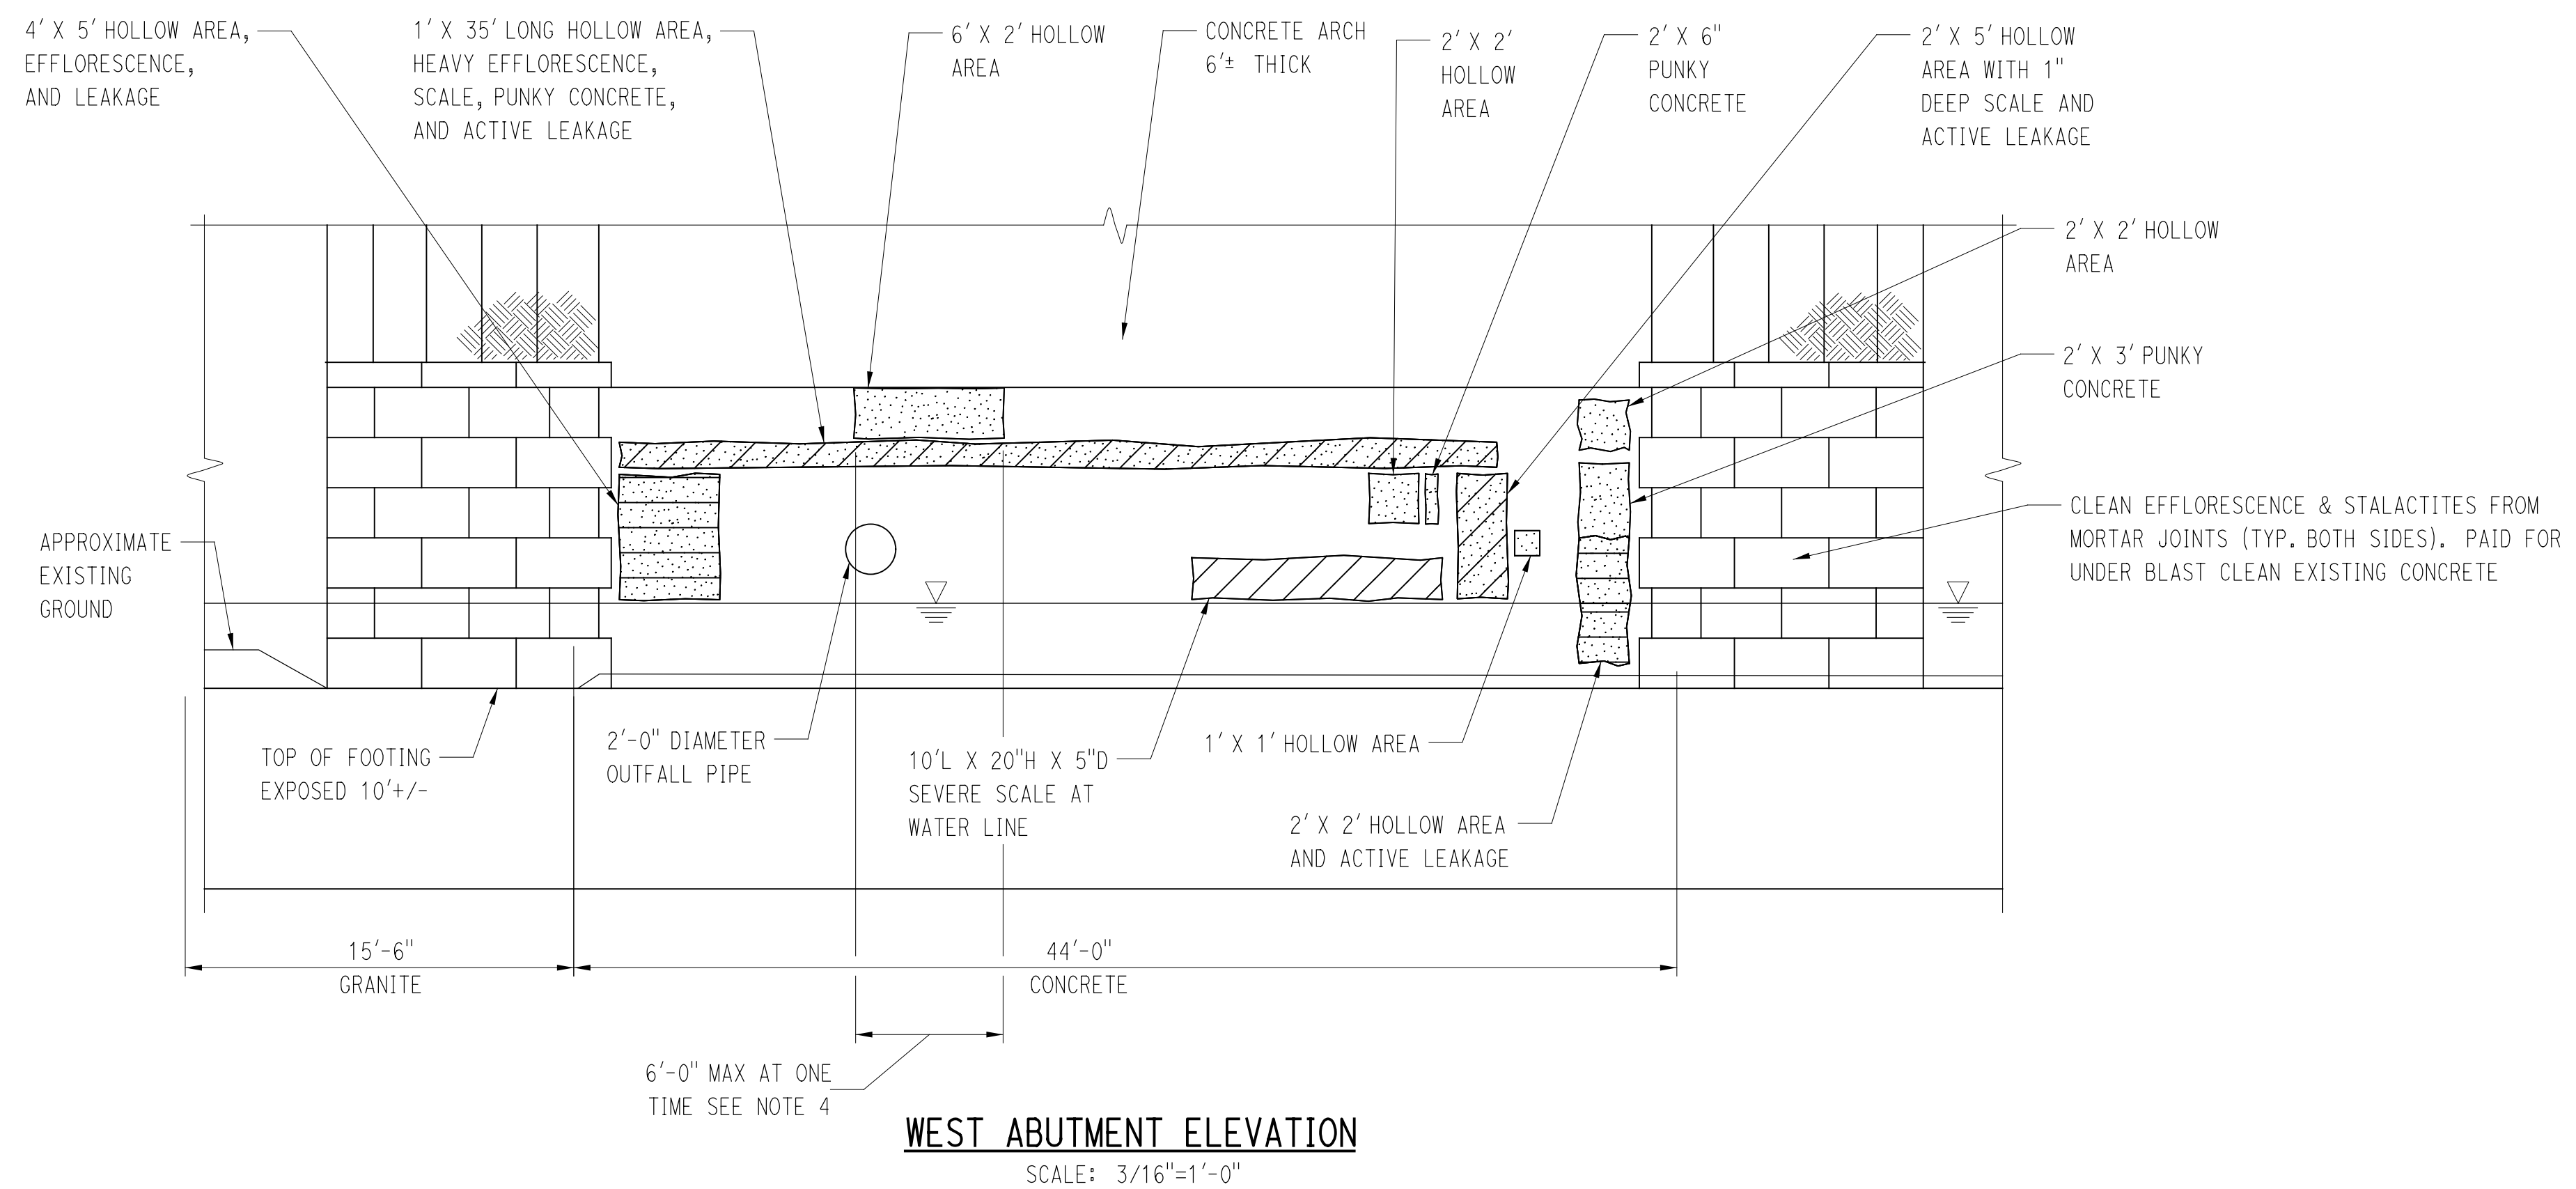 4' X 5' HOLLOW AREA,
EFFLORESCENCE,
AND LEAKAGE
1' X 35' LONG HOLLOW AREA,
HEAVY EFFLORESCENCE,
SCALE, PUNKY CONCRETE,
AND ACTIVE LEAKAGE
6' X 2' HOLLOW
AREA
CONCRETE ARCH
6'± THICK
2' X 2'
HOLLOW
AREA
2' X 6"
PUNKY
CONCRETE
2' X 5' HOLLOW
AREA WITH 1"
DEEP SCALE AND
ACTIVE LEAKAGE
2' X 2' HOLLOW
AREA
2' X 3' PUNKY
CONCRETE
CLEAN EFFLORESCENCE & STALACTITES FROM
MORTAR JOINTS (TYP. BOTH SIDES). PAID FOR
UNDER BLAST CLEAN EXISTING CONCRETE
APPROXIMATE
EXISTING
GROUND
TOP OF FOOTING
EXPOSED 10'+/-
2'-0" DIAMETER
OUTFALL PIPE
10'L X 20"H X 5"D
SEVERE SCALE AT
WATER LINE
1' X 1' HOLLOW AREA
2' X 2' HOLLOW AREA
AND ACTIVE LEAKAGE
15'-6"
GRANITE
44'-0"
CONCRETE
6'-0" MAX AT ONE
TIME SEE NOTE 4
WEST ABUTMENT ELEVATION
SCALE: 3/16"=1'-0"